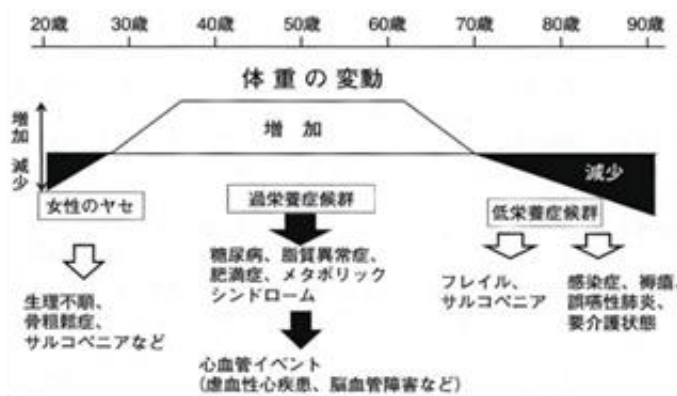 20歳 30歳 40歳 50歳 60歳 70歳 80歳 90歳
体重の変動
増加
減少
増加
減少
女性のヤセ
過栄養症候群
低栄養症候群
生理不順、
骨粗鬆症、
サルコペニアなど
糖尿病、脂質異常症、
肥満症、メタボリック
シンドローム
フレイル、
サルコペニア
感染症、褥瘡、
誤嚥性肺炎、
要介護状態
心血管イベント
(虚血性心疾患、脳血管障害など)